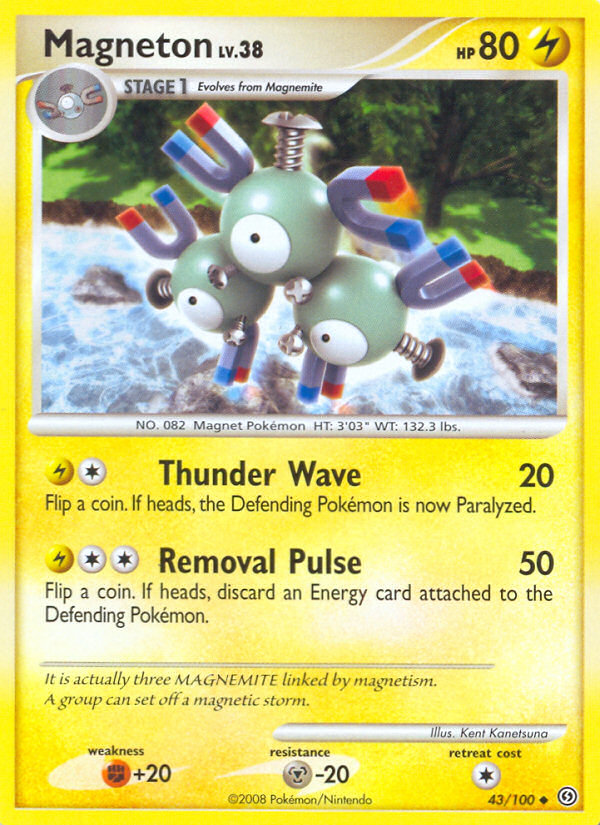 Magneton LV.38
HP 80
STAGE 1 Evolves from Magnemite
NO. 082 Magnet Pokémon HT: 3'03" WT: 132.3 lbs.
Thunder Wave 20
Flip a coin. If heads, the Defending Pokémon is now Paralyzed.
Removal Pulse 50
Flip a coin. If heads, discard an Energy card attached to the
Defending Pokémon.
It is actually three MAGNEMITE linked by magnetism.
A group can set off a magnetic storm.
Illus. Kent Kanetsuna
weakness resistance retreat cost
+20 -20
©2008 Pokémon/Nintendo 43/100